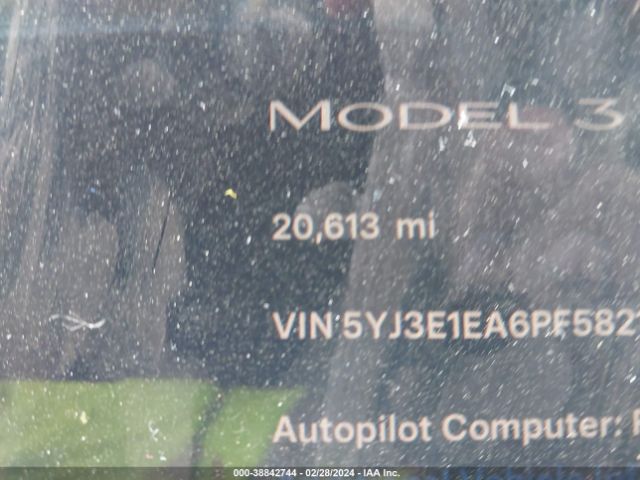 MODEL 3
20,613 mi
VIN 5YJ3E1EA6PF582
Autopilot Computer:
000-38842744 - 02/28/2024 - IAA Inc.